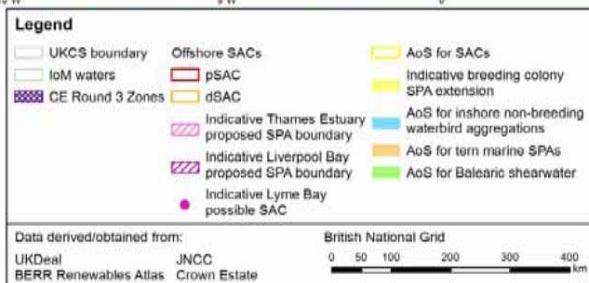 Legend
UKCS boundary
IoM waters
CE Round 3 Zones
Offshore SACs
pSAC
dSAC
Indicative Thames Estuary
proposed SPA boundary
Indicative Liverpool Bay
proposed SPA boundary
Indicative Lyme Bay
possible SAC
AoS for SACs
Indicative breeding colony
SPA extension
AoS for inshore non-breeding
waterbird aggregations
AoS for tern marine SPAs
AoS for Balearic shearwater
Data derived/obtained from:
UKDeal JNCC
BERR Renewables Atlas Crown Estate
British National Grid
0 50 100 200 300 400
km